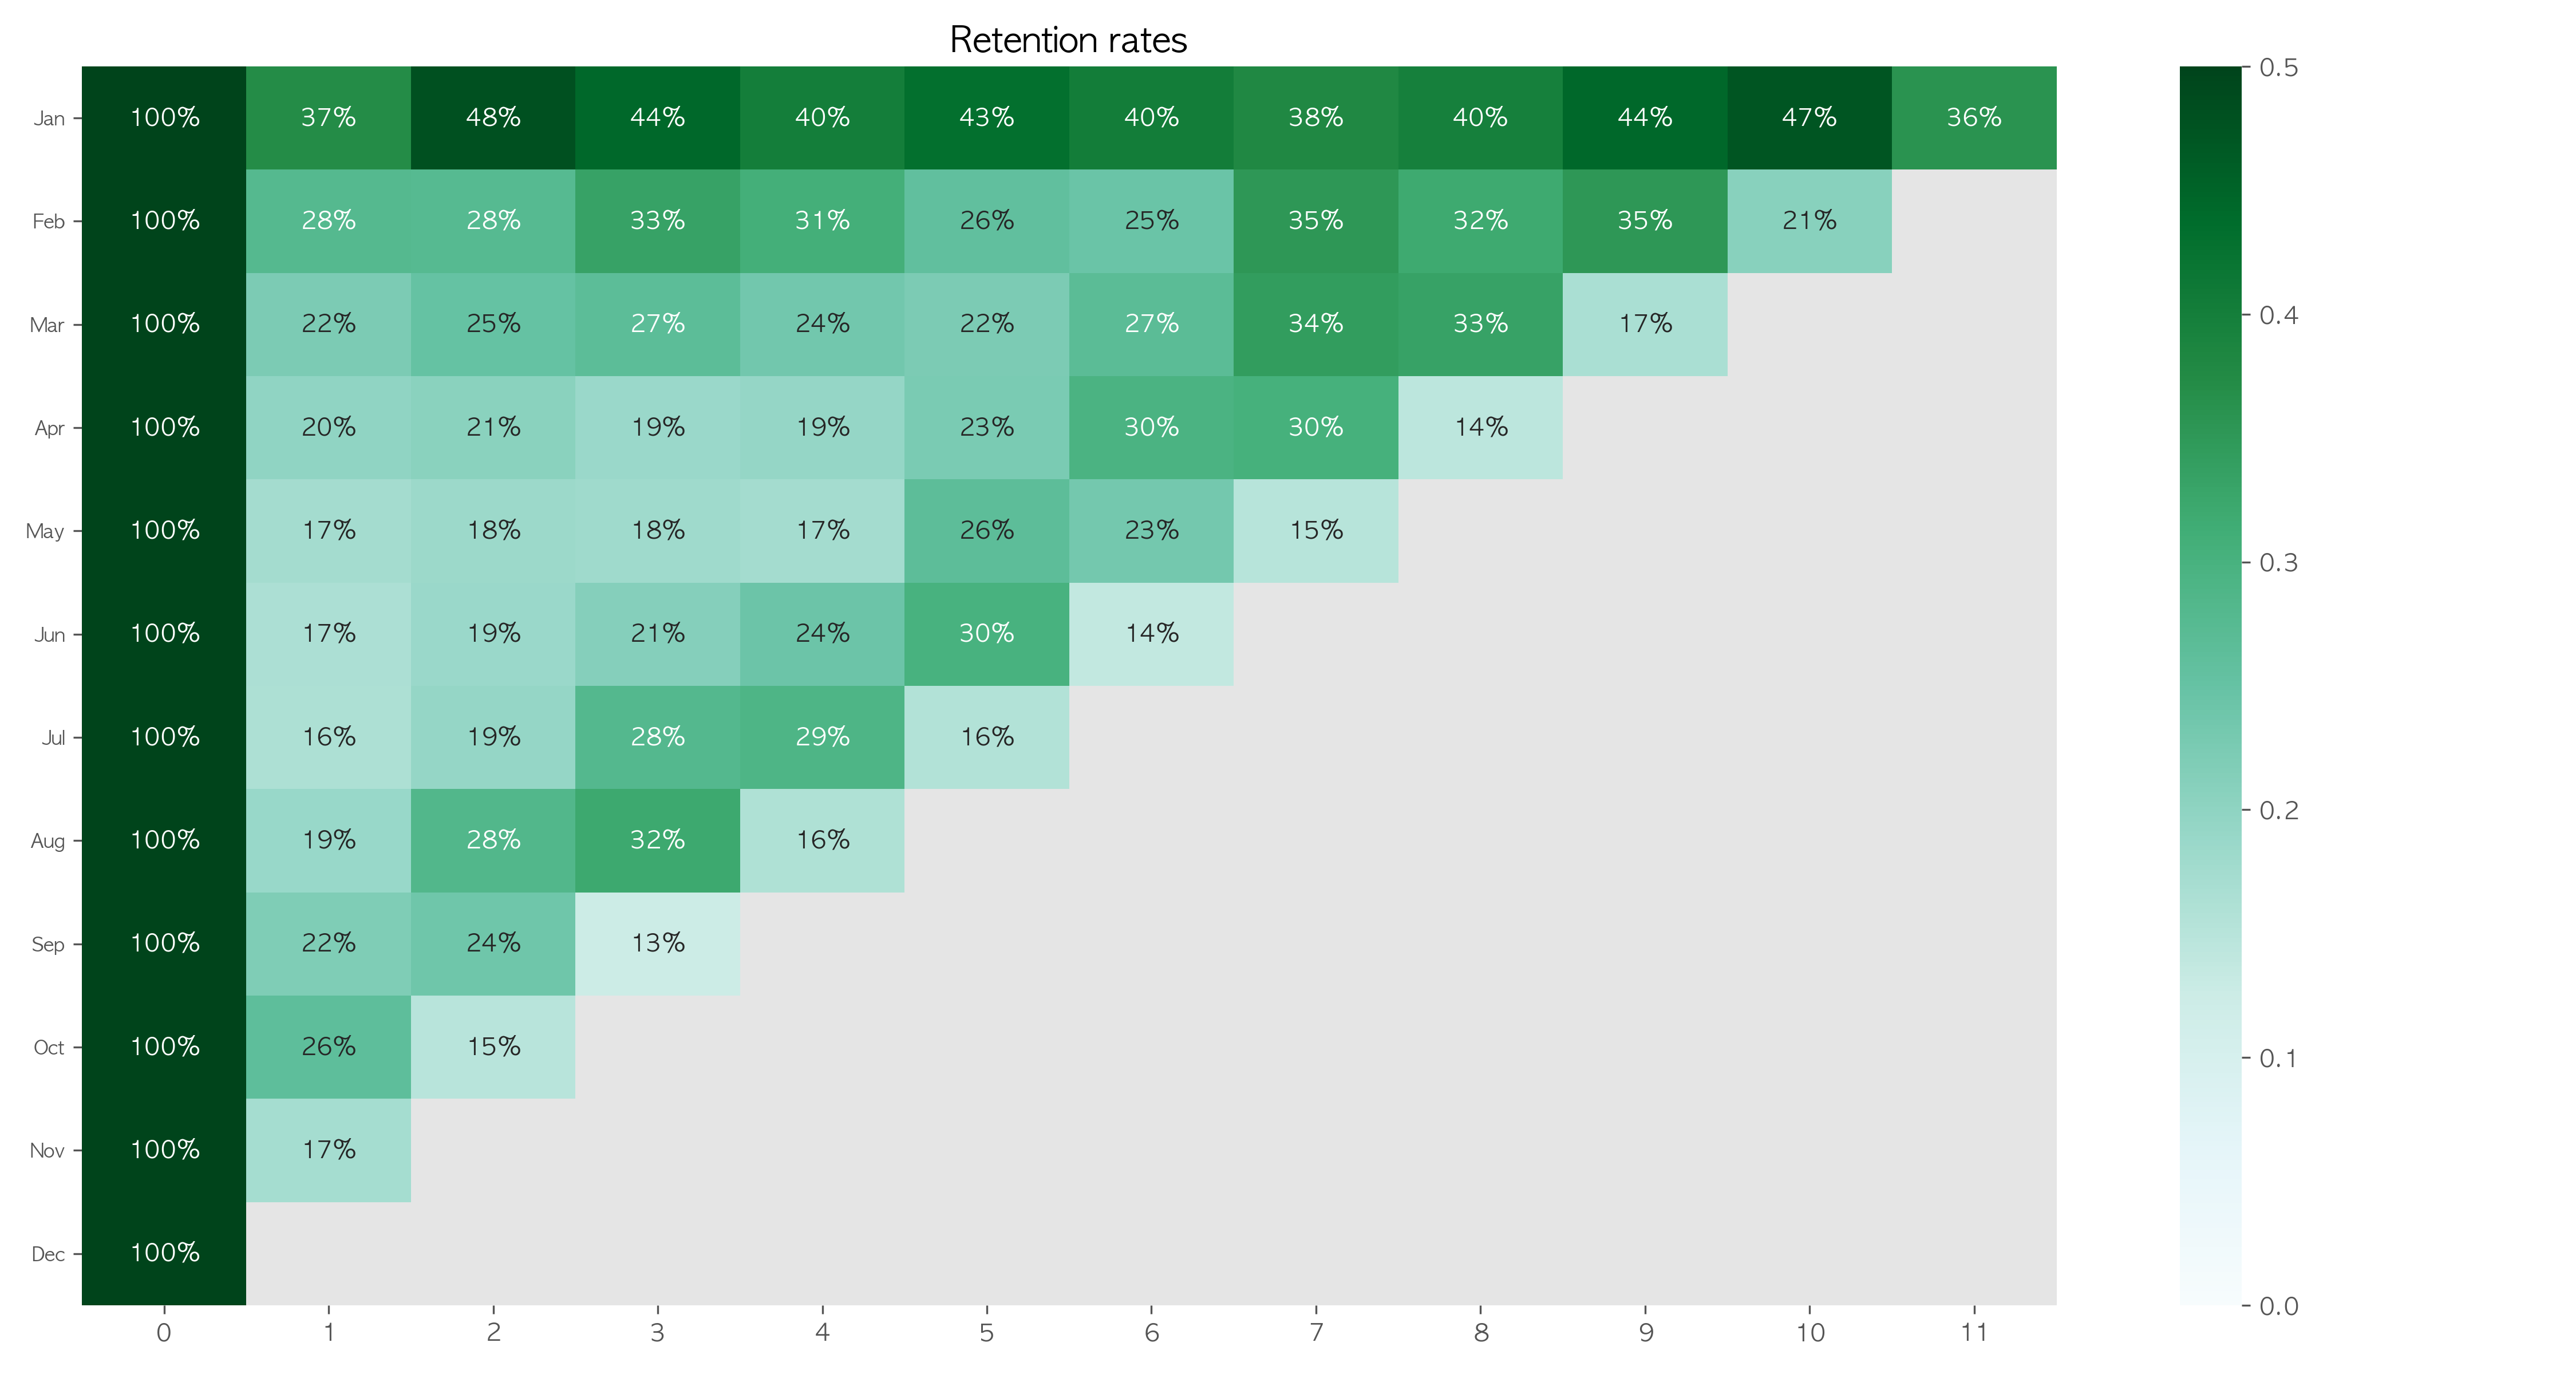 Retention rates
Jan 100% 37% 48% 44% 40% 43% 40% 38% 40% 44% 47% 36%
Feb 100% 28% 28% 33% 31% 26% 25% 35% 32% 35% 21%
Mar 100% 22% 25% 27% 24% 22% 27% 34% 33% 17%
Apr 100% 20% 21% 19% 19% 23% 30% 30% 14%
May 100% 17% 18% 18% 17% 26% 23% 15%
Jun 100% 17% 19% 21% 24% 30% 14%
Jul 100% 16% 19% 28% 29% 16%
Aug 100% 19% 28% 32% 16%
Sep 100% 22% 24% 13%
Oct 100% 26% 15%
Nov 100% 17%
Dec 100%
0 1 2 3 4 5 6 7 8 9 10 11
0.5
0.4
0.3
0.2
0.1
0.0